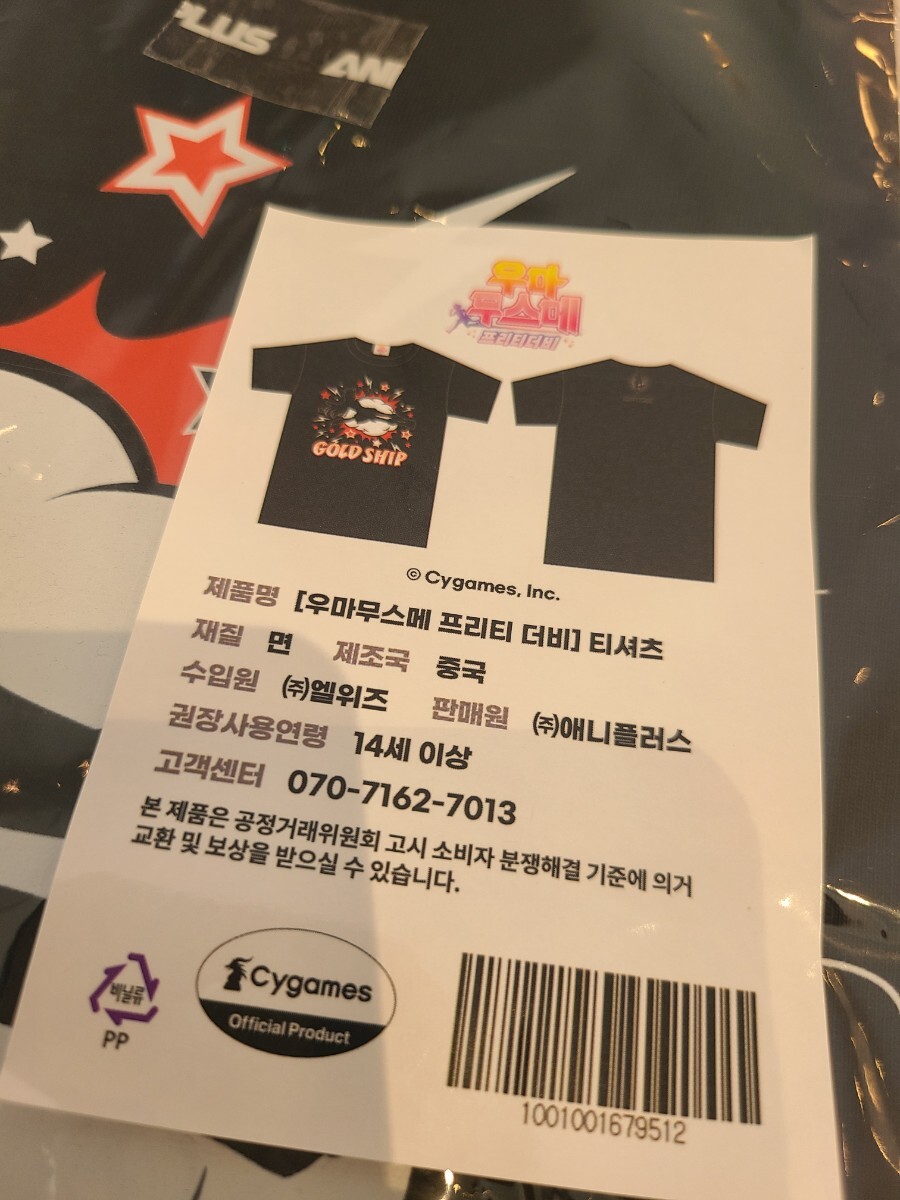 PLUS ANI
우마
무스메
프리티더비
GOLD SHIP
© Cygames, Inc.
제품명 [우마무스메 프리티 더비] 티셔츠
재질 면 제조국 중국
수입원 ㈜엘위즈 판매원 ㈜애니플러스
권장사용연령 14세 이상
고객센터 070-7162-7013
본 제품은 공정거래위원회 고시 소비자 분쟁해결 기준에 의거
교환 및 보상을 받으실 수 있습니다.
비닐류
PP
Cygames
Official Product
1001001679512